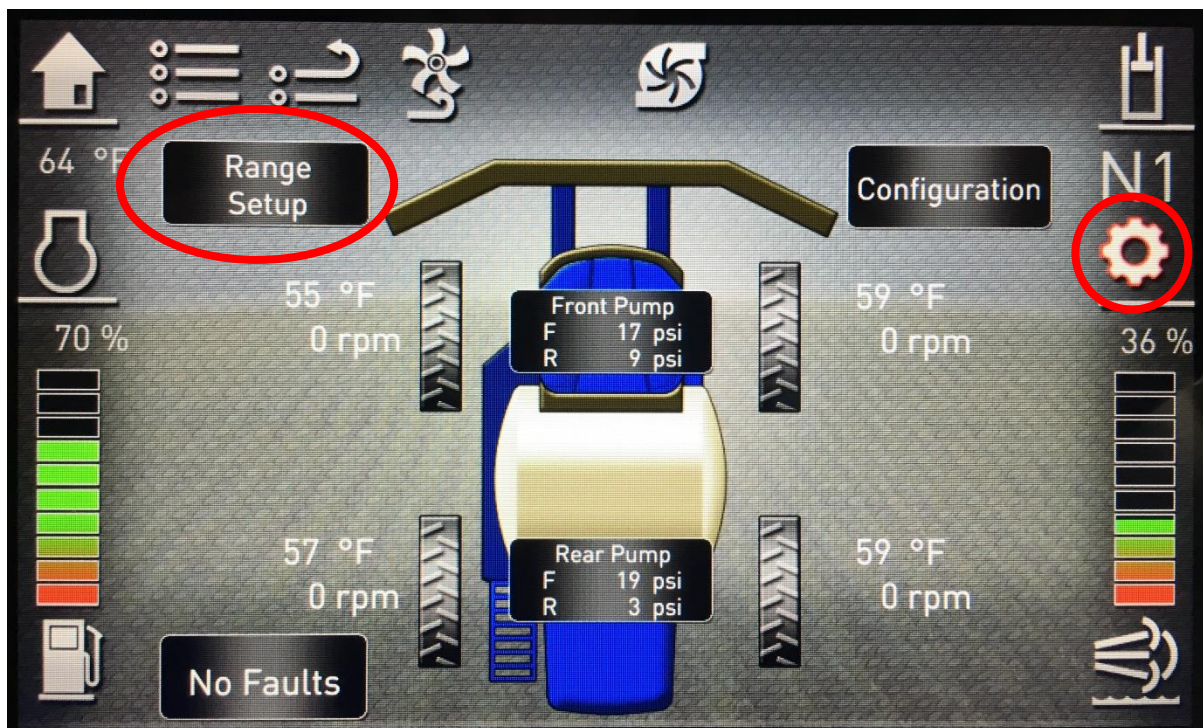 64 °F
Range
Setup
Configuration
N1
55 °F
0 rpm
Front Pump
F 17 psi
R 9 psi
59 °F
0 rpm
70 %
36 %
57 °F
0 rpm
Rear Pump
F 19 psi
R 3 psi
59 °F
0 rpm
No Faults